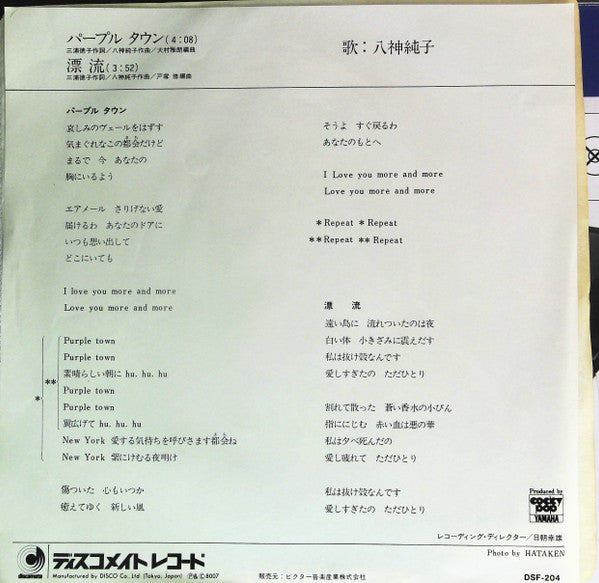 パープル タウン(4:08)
三浦徳子作詞／八神純子作曲／大村雅朗編曲
漂 流(3:52)
三浦徳子作詞／八神純子作曲／戸塚 修編曲
歌：八神純子
パープル タウン
哀しみのヴェールをはずす
気まぐれなこの都会だけど
まるで 今 あなたの
胸にいるよう
エアメール さりげない愛
届けるわ あなたのドアに
いつも想い出して
どこにいても
I love you more and more
Love you more and more
Purple town
Purple town
素晴らしい朝に hu. hu. hu
**
Purple town
*
Purple town
翼広げて hu. hu. hu
New York 愛する気持ちを呼びさます都会ね
New York 紫にけむる夜明け
傷ついた 心もいつか
癒えてゆく 新しい風
そうよ すぐ戻るわ
あなたのもとへ
I Love you more and more
Love you more and more
*Repeat *Repeat
**Repeat **Repeat
漂 流
遠い島に 流れついたのは夜
白い体 小きざみに震えだす
私は抜け殻なんです
愛しすぎたの ただひとり
割れて散った 蒼い香水の小びん
指ににじむ 赤い血は悪の華
私は夕べ死んだの
愛し疲れて ただひとり
私は抜け殻なんです
愛しすぎたの ただひとり
Produced by
COCKY POP
YAMAHA
レコーディング・ディレクター／日朝幸雄
Photo by HATAKEN
discomate
ディスコメイト レコード
Manufactured by DISCO Co., Ltd (Tokyo, Japan) Ⓟ&Ⓒ8007
販売元：ビクター音楽産業株式会社
DSF-204